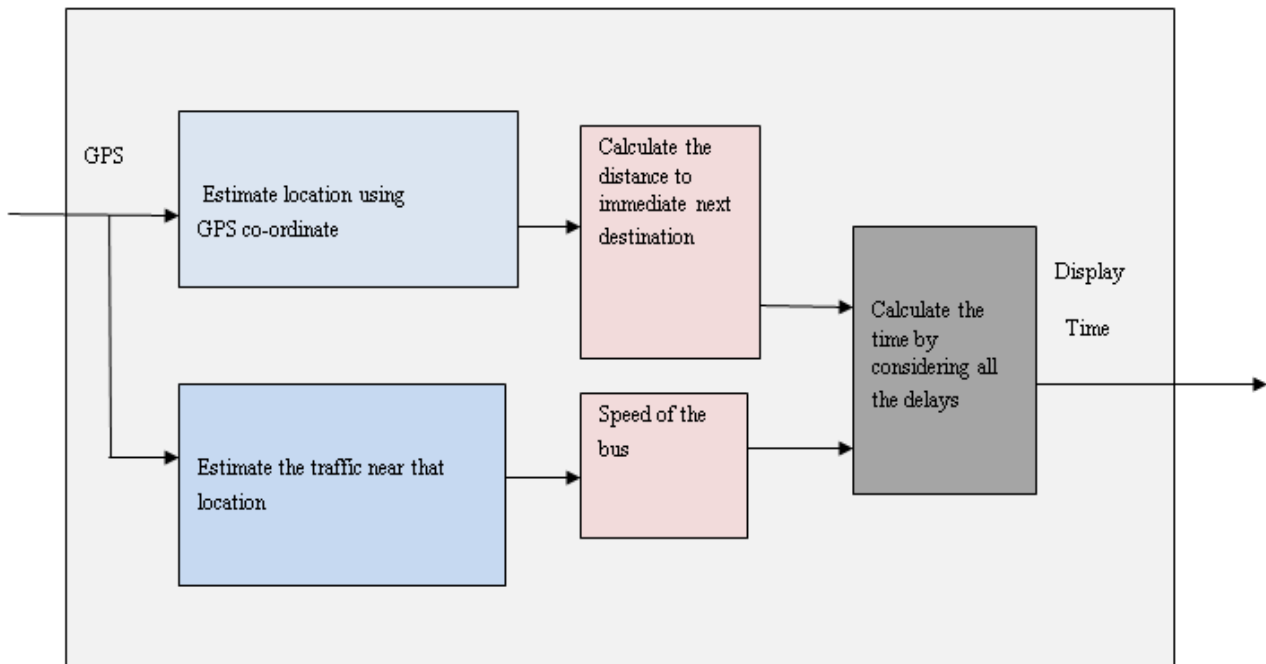 GPS
Estimate location using
GPS co-ordinate
Calculate the
distance to
immediate next
destination
Display
Time
Calculate the
time by
considering all
the delays
Estimate the traffic near that
location
Speed of the
bus